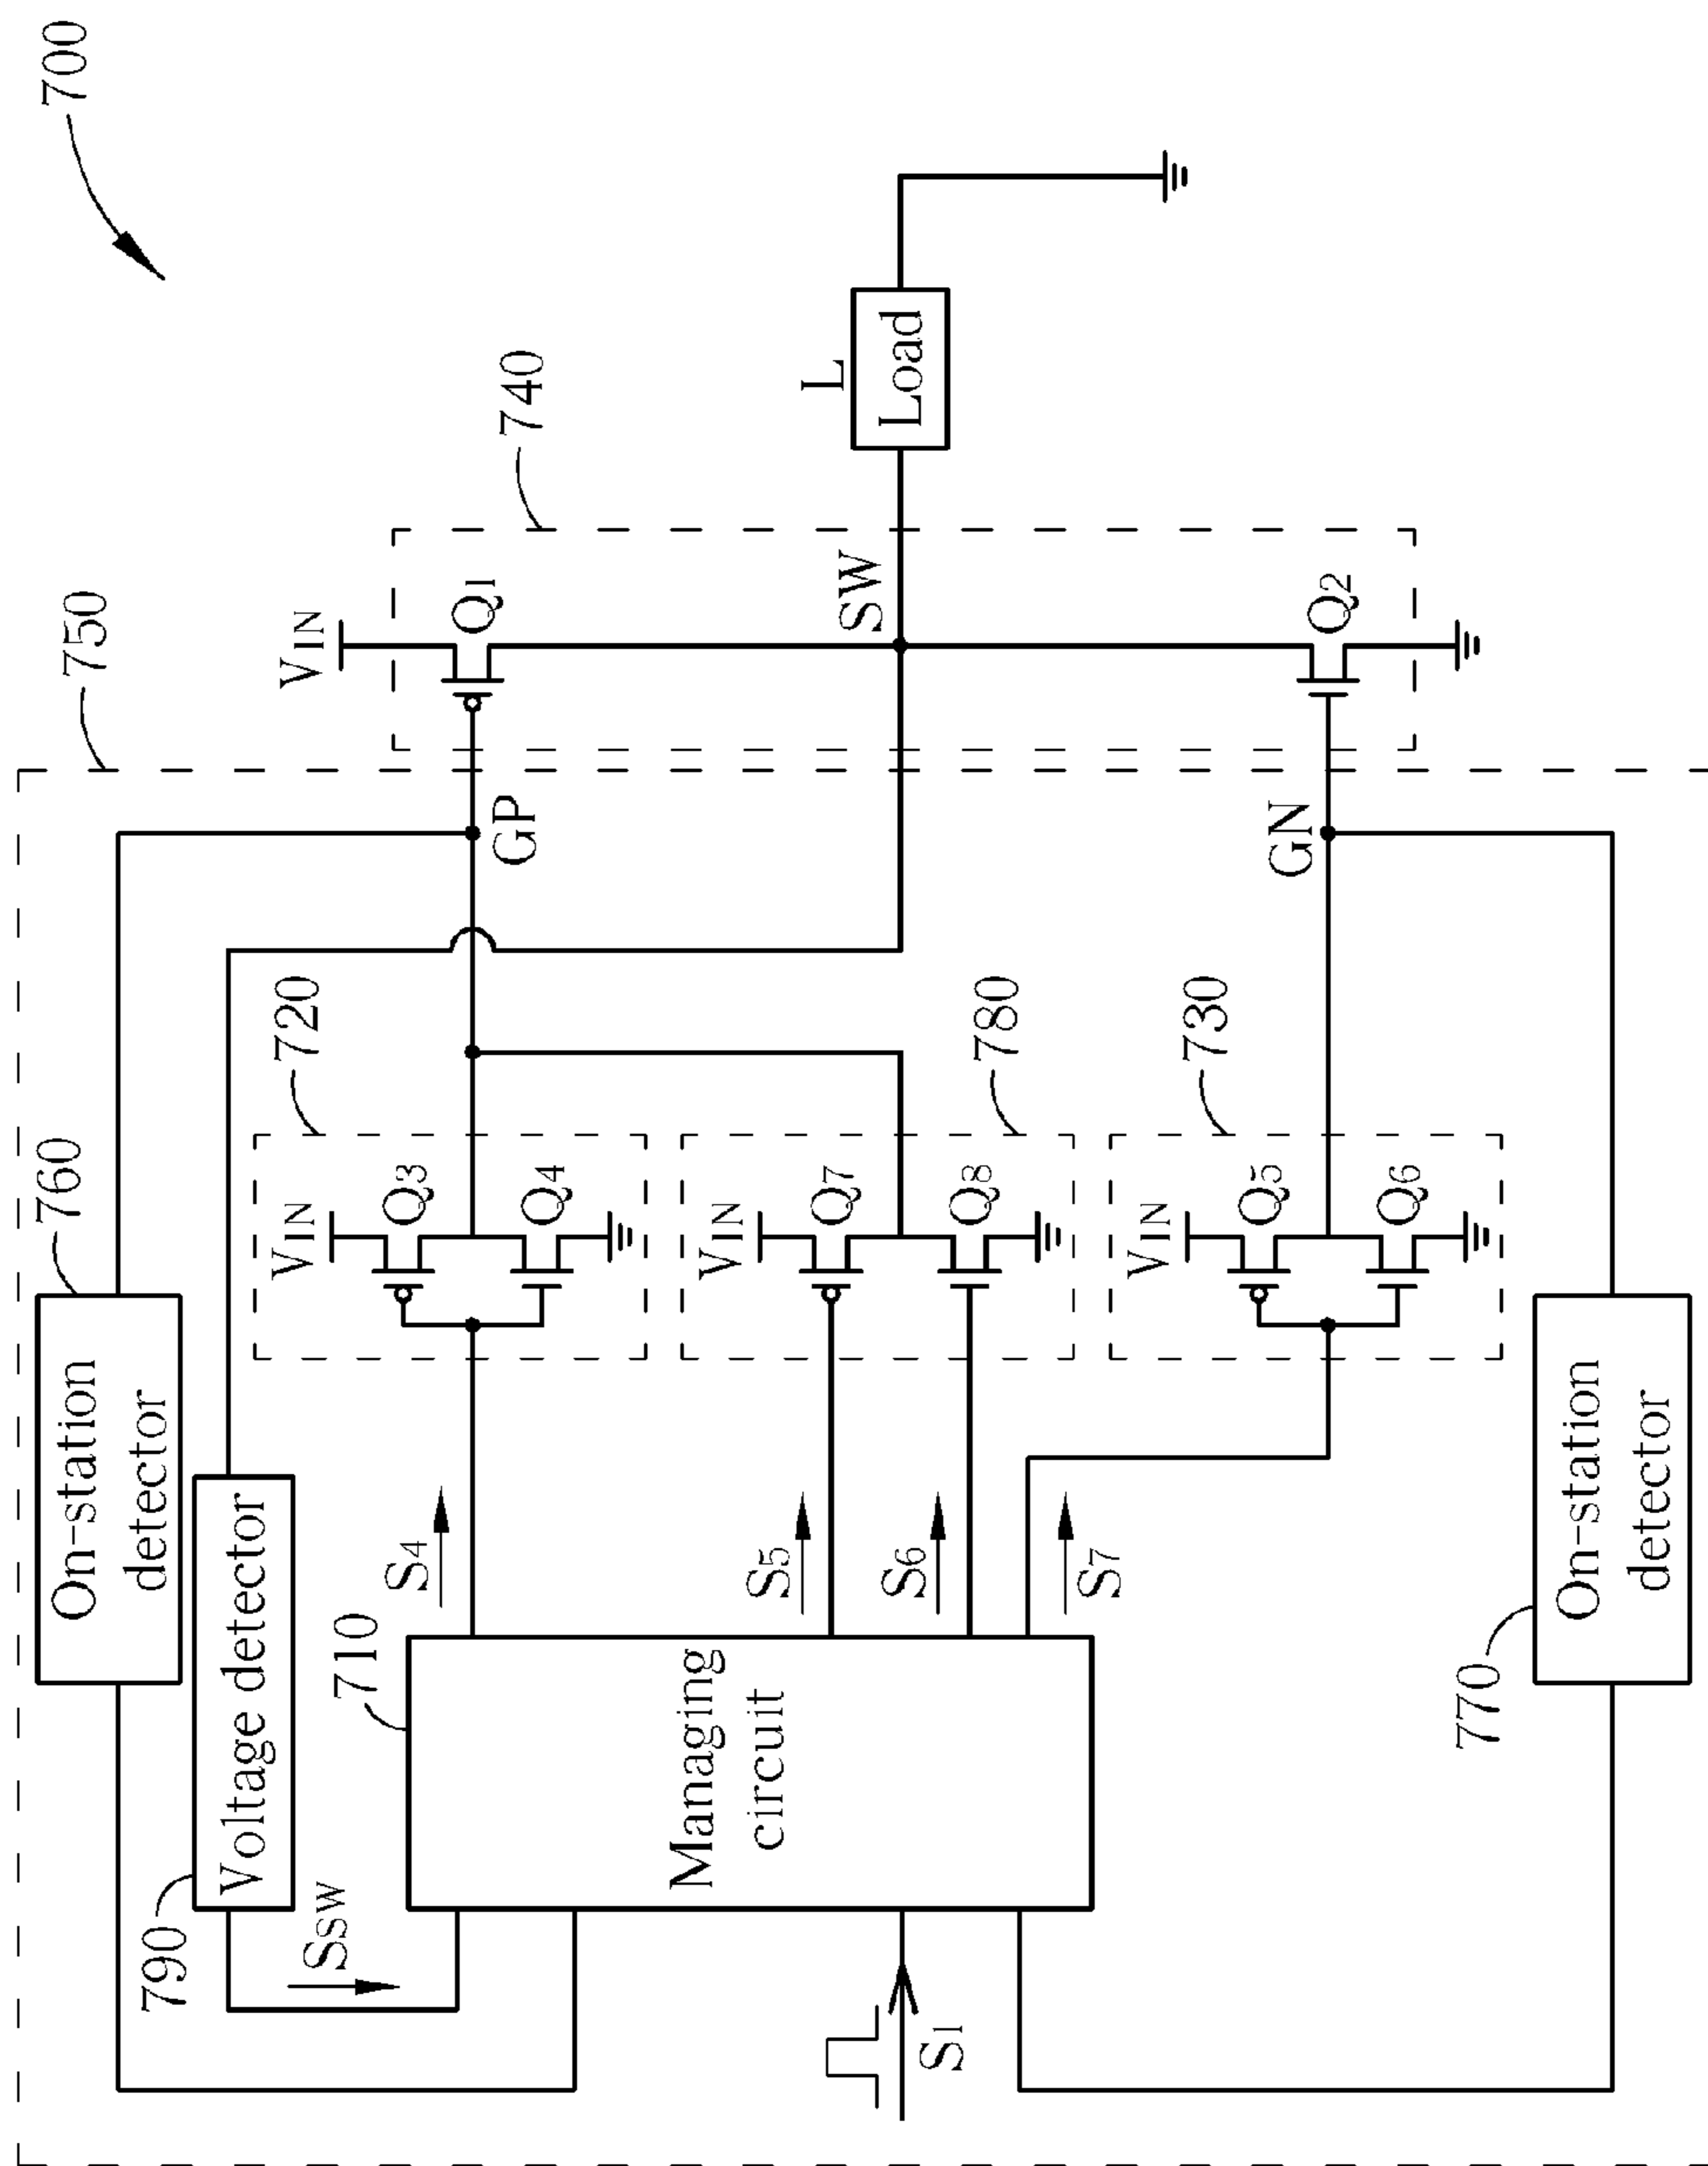 700
750
740
760
720
VIN
Q1
GP
VIN
Q3
Q4
On-station
detector
Voltage detector
790
SSW
710
S4
Managing
circuit
S1
S5
S6
S7
780
VIN
Q7
Q8
SW
L
Load
730
VIN
Q5
Q6
GN
Q2
770
On-station
detector